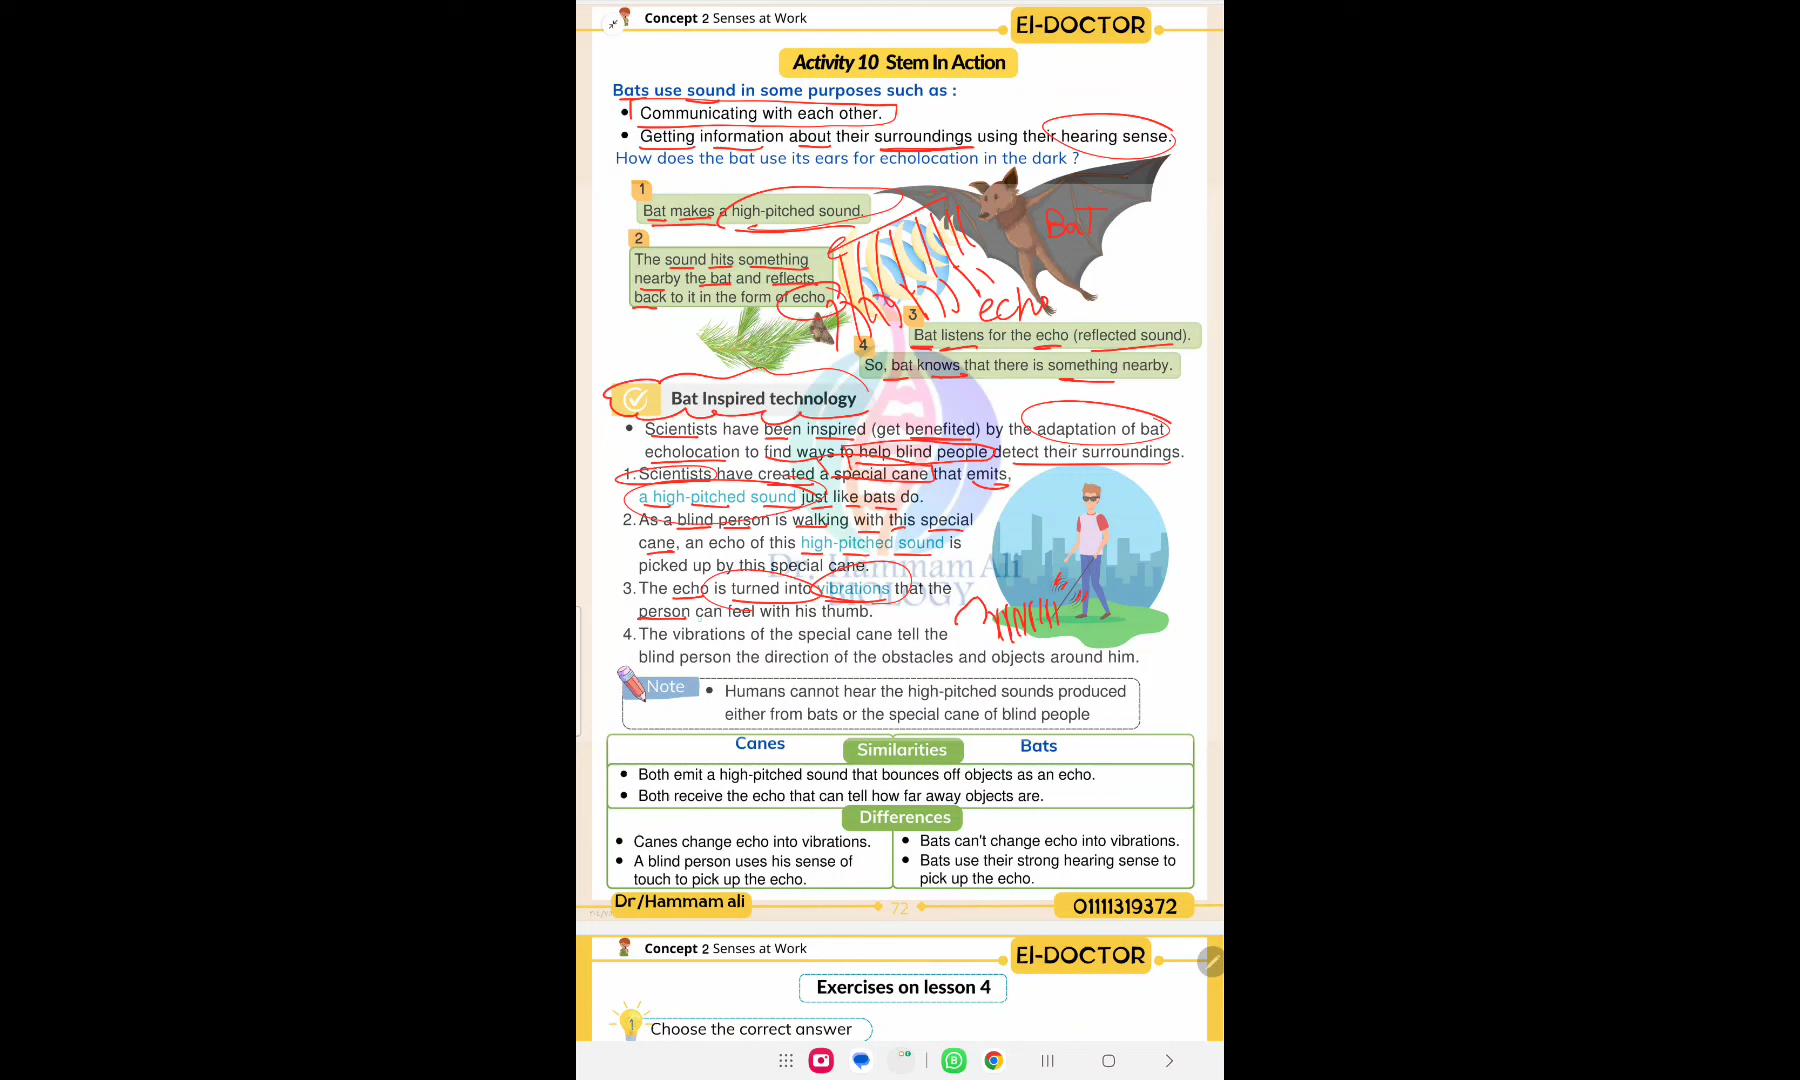 Concept 2 Senses at Work
El-DOCTOR
Activity 10 Stem In Action
Bats use sound in some purposes such as :
• Communicating with each other.
• Getting information about their surroundings using their hearing sense.
How does the bat use its ears for echolocation in the dark ?
1
Bat makes a high-pitched sound.
BaT
2
The sound hits something
nearby the bat and reflects
back to it in the form of echo
echo
3
Bat listens for the echo (reflected sound).
4
So, bat knows that there is something nearby.
Bat Inspired technology
• Scientists have been inspired (get benefited) by the adaptation of bat
echolocation to find ways to help blind people detect their surroundings.
1. Scientists have created a special cane that emits,
a high-pitched sound just like bats do.
2. As a blind person is walking with this special
cane, an echo of this high-pitched sound is
picked up by this special cane.
Dr. Hammam Ali
BIOLOGY
3. The echo is turned into vibrations that the
person can feel with his thumb.
4. The vibrations of the special cane tell the
blind person the direction of the obstacles and objects around him.
Note
• Humans cannot hear the high-pitched sounds produced
either from bats or the special cane of blind people
Canes Similarities Bats
• Both emit a high-pitched sound that bounces off objects as an echo.
• Both receive the echo that can tell how far away objects are.
Differences
• Canes change echo into vibrations.
• A blind person uses his sense of
touch to pick up the echo.
• Bats can't change echo into vibrations.
• Bats use their strong hearing sense to
pick up the echo.
Dr/Hammam ali
72
01111319372
Concept 2 Senses at Work
El-DOCTOR
Exercises on lesson 4
1 Choose the correct answer